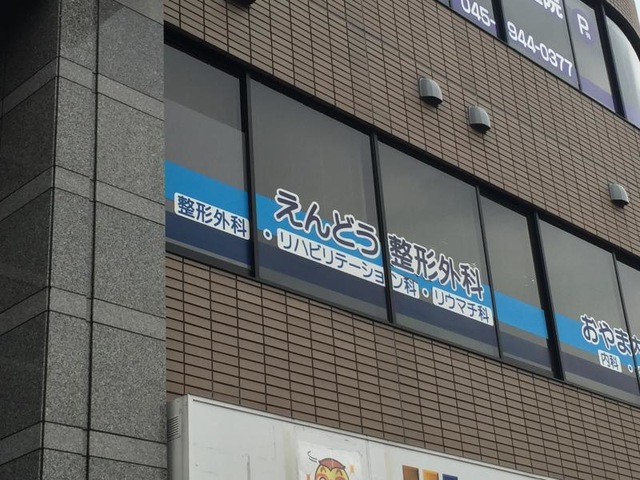 院
045-944-0377
えんどう整形外科
整形外科・リハビリテーション科・リウマチ科
おやま
内科・